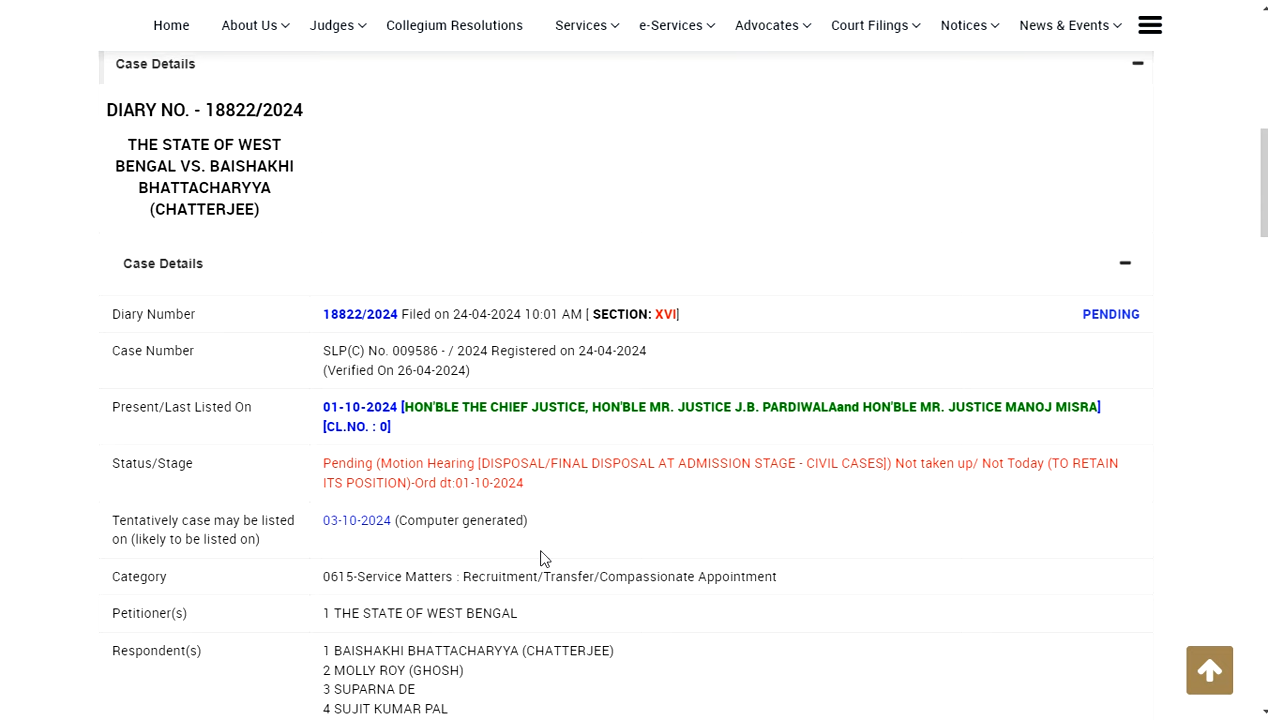 Home About Us Judges Collegium Resolutions Services e-Services Advocates Court Filings Notices News & Events
Case Details
DIARY NO. - 18822/2024
THE STATE OF WEST
BENGAL VS. BAISHAKHI
BHATTACHARYYA
(CHATTERJEE)
Case Details
Diary Number 18822/2024 Filed on 24-04-2024 10:01 AM [ SECTION: XVI] PENDING
Case Number SLP(C) No. 009586 - / 2024 Registered on 24-04-2024
(Verified On 26-04-2024)
Present/Last Listed On 01-10-2024 [HON'BLE THE CHIEF JUSTICE, HON'BLE MR. JUSTICE J.B. PARDIWALAand HON'BLE MR. JUSTICE MANOJ MISRA]
[CL.NO. : 0]
Status/Stage Pending (Motion Hearing [DISPOSAL/FINAL DISPOSAL AT ADMISSION STAGE - CIVIL CASES]) Not taken up/ Not Today (TO RETAIN
ITS POSITION)-Ord dt:01-10-2024
Tentatively case may be listed 03-10-2024 (Computer generated)
on (likely to be listed on)
Category 0615-Service Matters : Recruitment/Transfer/Compassionate Appointment
Petitioner(s) 1 THE STATE OF WEST BENGAL
Respondent(s) 1 BAISHAKHI BHATTACHARYYA (CHATTERJEE)
2 MOLLY ROY (GHOSH)
3 SUPARNA DE
4 SUJIT KUMAR PAL